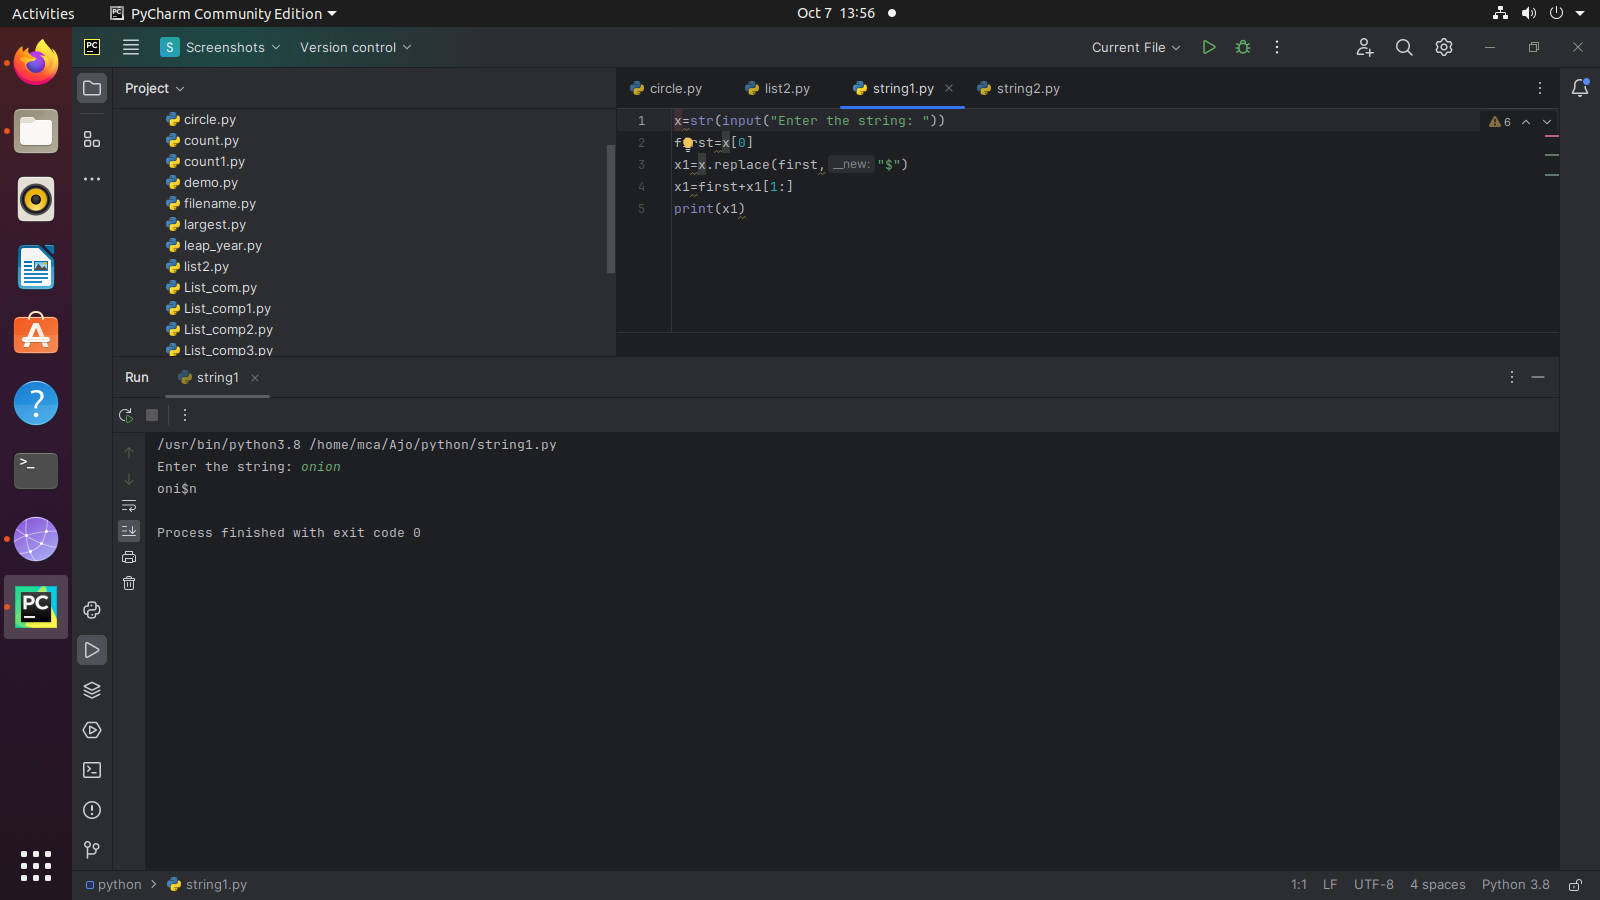 Activities PyCharm Community Edition Oct 7 13:56
PC Screenshots Version control Current File
Project circle.py list2.py string1.py string2.py
circle.py
count.py
count1.py
demo.py
filename.py
largest.py
leap_year.py
list2.py
List_com.py
List_comp1.py
List_comp2.py
List_comp3.py
1 x=str(input("Enter the string: ")) 6
2 first=x[0]
3 x1=x.replace(first, __new: "$")
4 x1=first+x1[1:]
5 print(x1)
Run string1
/usr/bin/python3.8 /home/mca/Ajo/python/string1.py
Enter the string: onion
oni$n
Process finished with exit code 0
PC
python string1.py 1:1 LF UTF-8 4 spaces Python 3.8